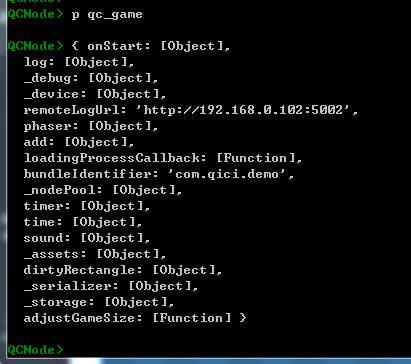 QCNode> p qc_game
QCNode> { onStart: [Object],
log: [Object],
_debug: [Object],
_device: [Object],
remoteLogUrl: 'http://192.168.0.102:5002',
phaser: [Object],
add: [Object],
loadingProcessCallback: [Function],
bundleIdentifier: 'com.qici.demo',
_nodePool: [Object],
timer: [Object],
time: [Object],
sound: [Object],
_assets: [Object],
dirtyRectangle: [Object],
_serializer: [Object],
_storage: [Object],
adjustGameSize: [Function] }
QCNode>